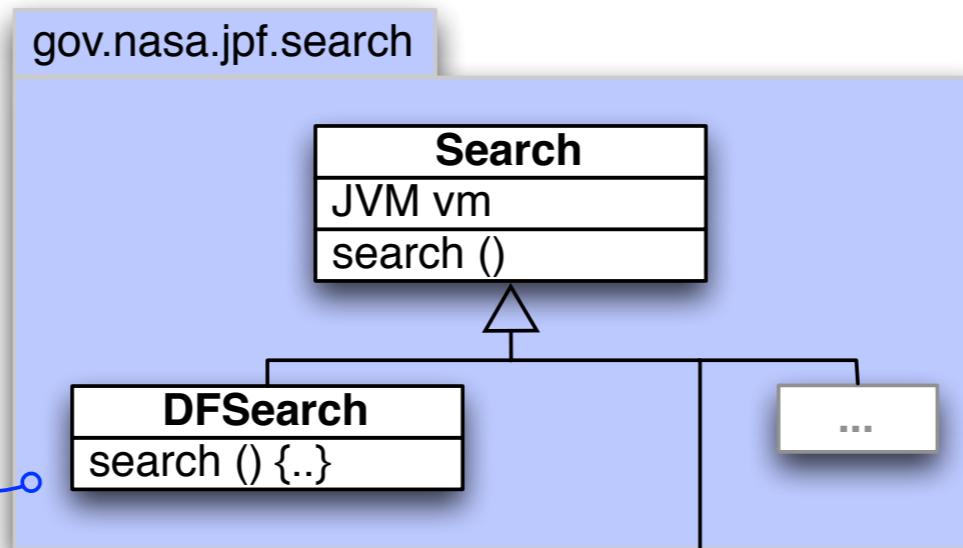 gov.nasa.jpf.search
Search
JVM vm
search ()
DFSearch
...
search () {..}